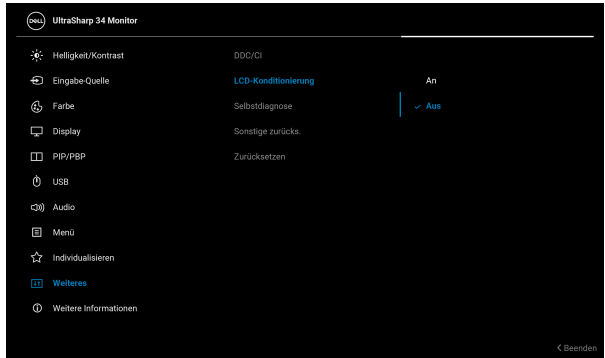 DELL UltraSharp 34 Monitor
Helligkeit/Kontrast DDC/CI
Eingabe-Quelle LCD-Konditionierung An
Farbe Selbstdiagnose Aus
Display Sonstige zurücks.
PIP/PBP Zurücksetzen
USB
Audio
Menü
Individualisieren
Weiteres
Weitere Informationen
Beenden